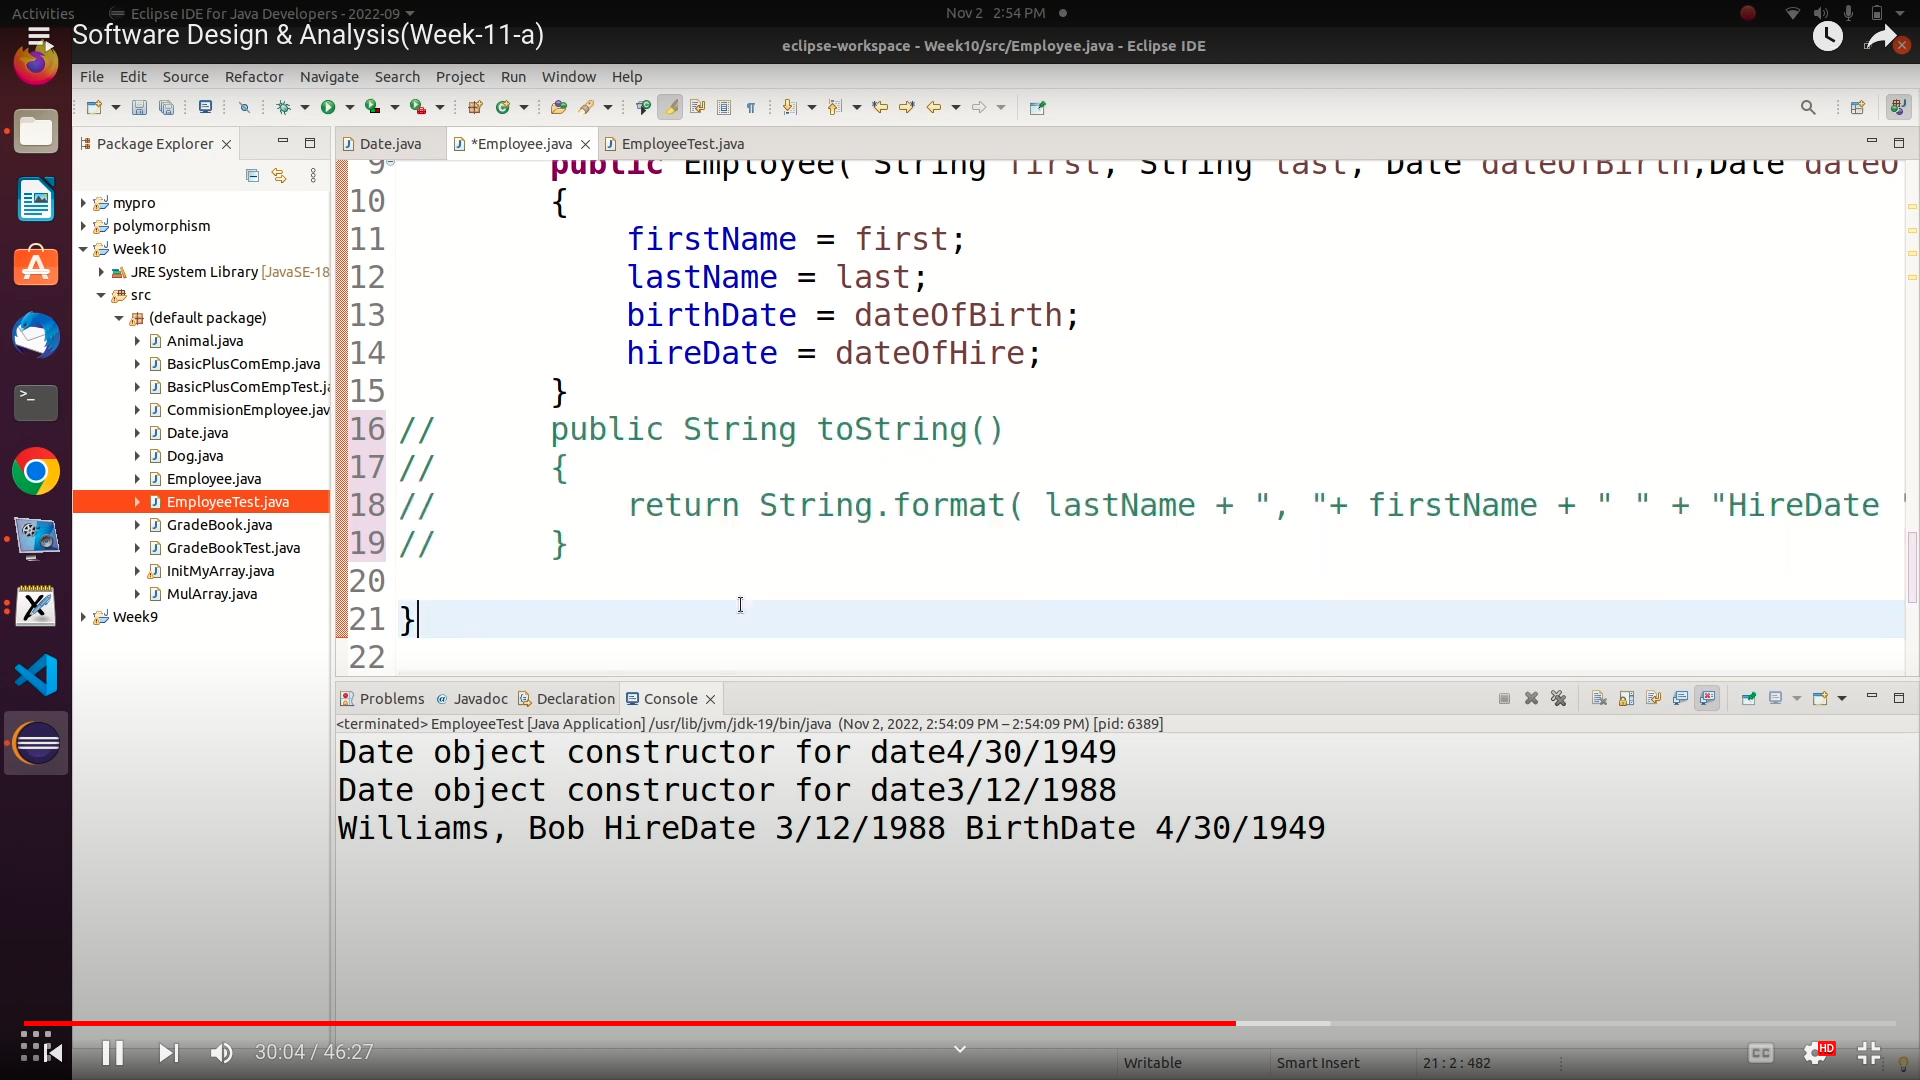 Activities
Eclipse IDE for Java Developers - 2022-09
Nov 2 2:54 PM
Software Design & Analysis(Week-11-a)
eclipse-workspace - Week10/src/Employee.java - Eclipse IDE
File Edit Source Refactor Navigate Search Project Run Window Help
Package Explorer
Date.java
*Employee.java
EmployeeTest.java
mypro
polymorphism
Week10
JRE System Library [JavaSE-18
src
(default package)
Animal.java
BasicPlusComEmp.java
BasicPlusComEmpTest.ja
CommisionEmployee.jav
Date.java
Dog.java
Employee.java
EmployeeTest.java
GradeBook.java
GradeBookTest.java
InitMyArray.java
MulArray.java
Week9
9 public Employee( String first, String last, Date dateOfBirth,Date dateO
10 {
11 firstName = first;
12 lastName = last;
13 birthDate = dateOfBirth;
14 hireDate = dateOfHire;
15 }
16 // public String toString()
17 // {
18 // return String.format( lastName + ", "+ firstName + " " + "HireDate "
19 // }
20
21 }
22
Problems Javadoc Declaration Console
<terminated> EmployeeTest [Java Application] /usr/lib/jvm/jdk-19/bin/java (Nov 2, 2022, 2:54:09 PM – 2:54:09 PM) [pid: 6389]
Date object constructor for date4/30/1949
Date object constructor for date3/12/1988
Williams, Bob HireDate 3/12/1988 BirthDate 4/30/1949
30:04 / 46:27
CC
HD
Writable
Smart Insert
21 : 2 : 482